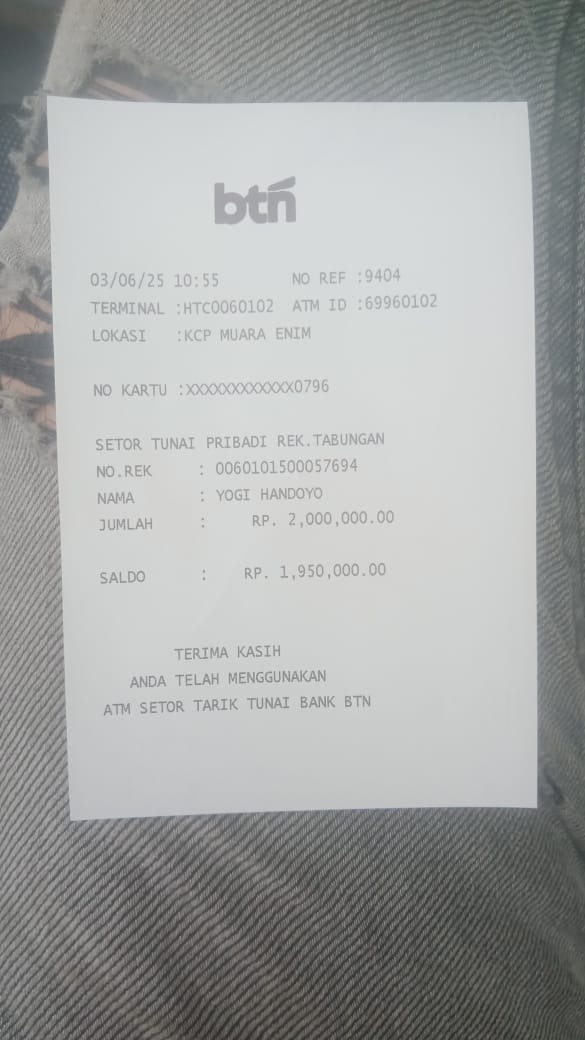 btn
03/06/25 10:55 NO REF :9404
TERMINAL :HTC0060102 ATM ID :69960102
LOKASI :KCP MUARA ENIM
NO KARTU :XXXXXXXXXXXX0796
SETOR TUNAI PRIBADI REK.TABUNGAN
NO.REK : 0060101500057694
NAMA : YOGI HANDOYO
JUMLAH : RP. 2,000,000.00
SALDO : RP. 1,950,000.00
TERIMA KASIH
ANDA TELAH MENGGUNAKAN
ATM SETOR TARIK TUNAI BANK BTN